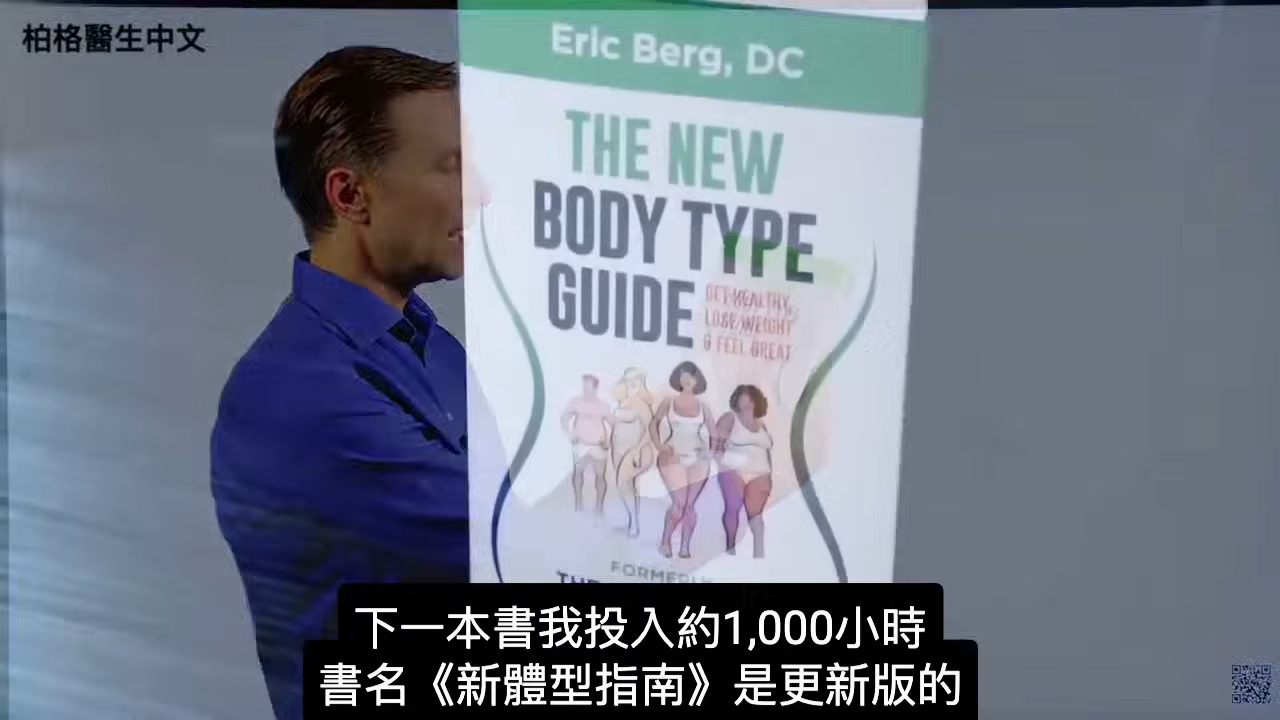 柏格醫生中文
Eric Berg, DC
THE NEW
BODY TYPE
GUIDE
GET HEALTHY,
LOSE WEIGHT
& FEEL GREAT
FORMERLY
下一本書我投入約1,000小時
書名《新體型指南》是更新版的